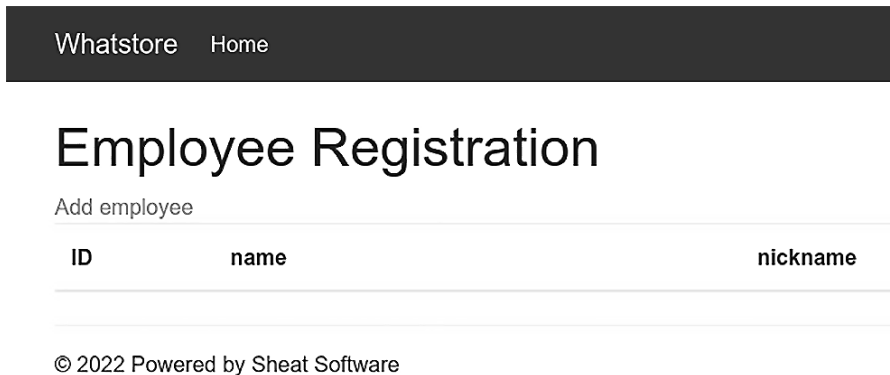 Whatstore Home
Employee Registration
Add employee
ID name nickname
© 2022 Powered by Sheat Software